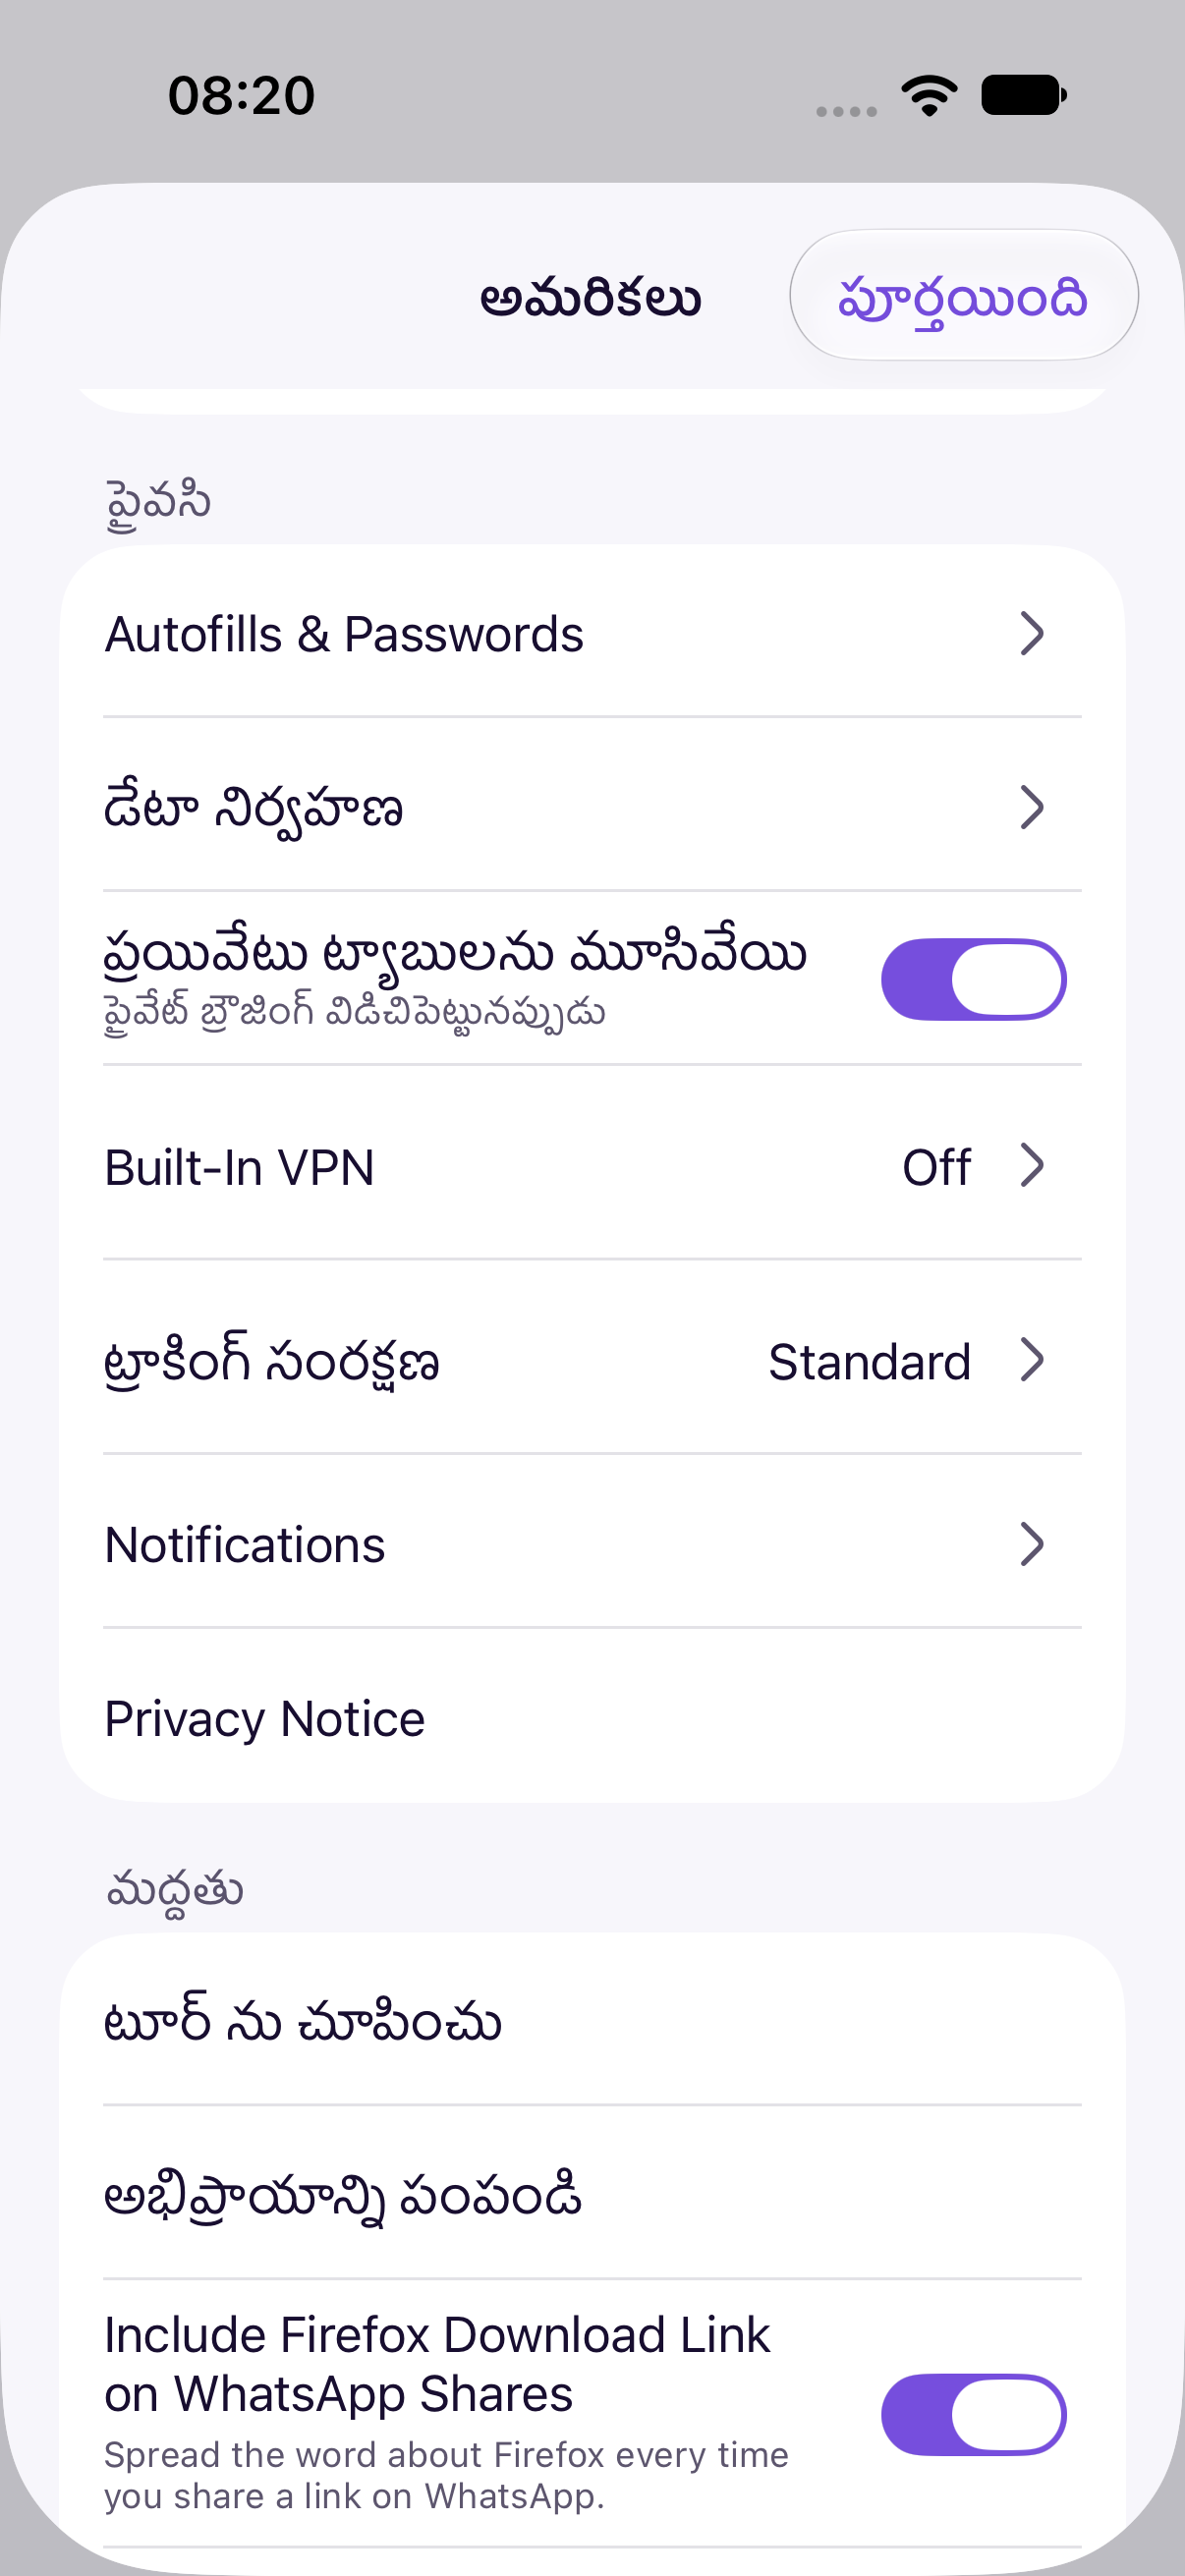 08:20
అమరికలు
పూర్తయింది
ప్రైవసి
Autofills & Passwords
డేటా నిర్వహణ
ప్రయివేటు ట్యాబులను మూసివేయి
ప్రైవేట్ బ్రౌజింగ్ విడిచిపెట్టునప్పుడు
Built-In VPN
Off
ట్రాకింగ్ సంరక్షణ
Standard
Notifications
Privacy Notice
మద్దతు
టూర్ ను చూపించు
అభిప్రాయాన్ని పంపండి
Include Firefox Download Link
on WhatsApp Shares
Spread the word about Firefox every time
you share a link on WhatsApp.